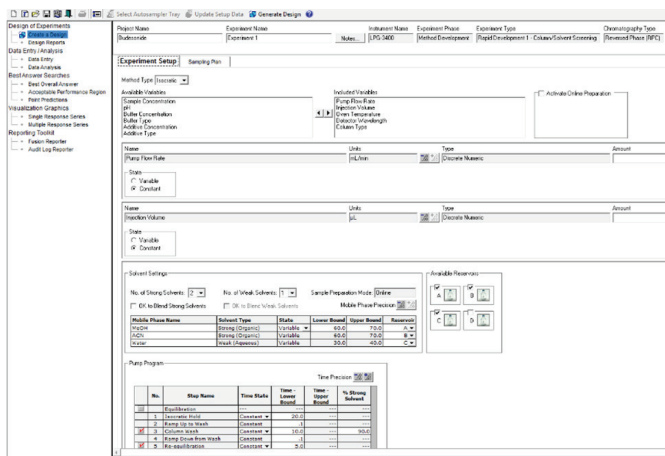 Select Autosampler Tray Update Setup Data Generate Design
Design of Experiments
Create a Design
Design Reports
Data Entry / Analysis
Data Entry
Data Analysis
Best Answer Searches
Best Overall Answer
Acceptable Performance Region
Point Predictions
Visualization Graphics
Single Response Series
Multiple Response Series
Reporting Toolkit
Fusion Reporter
Audit Log Reporter
Project Name Experiment Name Instrument Name Experiment Phase Experiment Type Chromatography Type
Budesonide Experiment 1 Notes... LPG-3400 Method Development Rapid Development 1 - Column/Solvent Screening Reversed Phase (RPC)
Experiment Setup Sampling Plan
Method Type Isocratic
Available Variables Included Variables Activate Online Preparation
Sample Concentration Pump Flow Rate
pH Injection Volume
Buffer Concentration Oven Temperature
Buffer Type Detector Wavelength
Additive Concentration Column Type
Additive Type
Name Units Type Amount
Pump Flow Rate mL/min Discrete Numeric
State
Variable
Constant
Name Units Type Amount
Injection Volume µL Discrete Numeric
State
Variable
Constant
Solvent Settings Available Reservoirs
No. of Strong Solvents: 2 No. of Weak Solvents: 1 Sample Preparation Mode: Online A B
OK to Blend Strong Solvents OK to Blend Weak Solvents Mobile Phase Precision C D
Mobile Phase Name Solvent Type State Lower Bound Upper Bound Reservoir
MeOH Strong (Organic) Variable 60.0 70.0 A
ACN Strong (Organic) Variable 60.0 70.0 B
Water Weak (Aqueous) Variable 30.0 40.0 C
Pump Program
Time Precision
No. Step Name Time State Time - Lower Bound Time - Upper Bound % Strong Solvent
Equilibration --- --- --- ---
1 Isocratic Hold Constant 20.0 --- ---
2 Ramp Up to Wash Constant .1 --- ---
3 Column Wash Constant 10.0 --- 90.0
4 Ramp Down from Wash Constant .1 --- ---
5 Re-equilibration Constant 5.0 --- ---